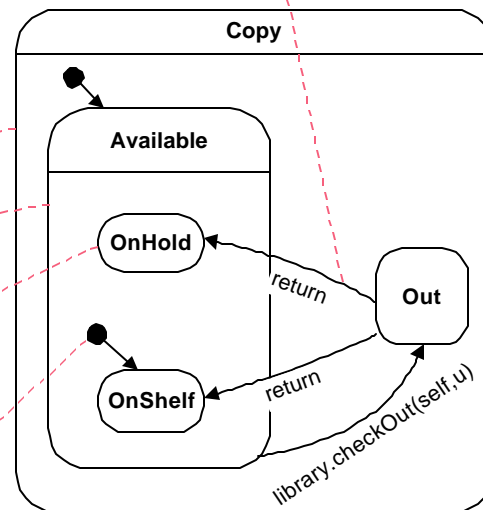 Copy
Available
OnHold
return
Out
return
OnShelf
library.checkOut(self,u)